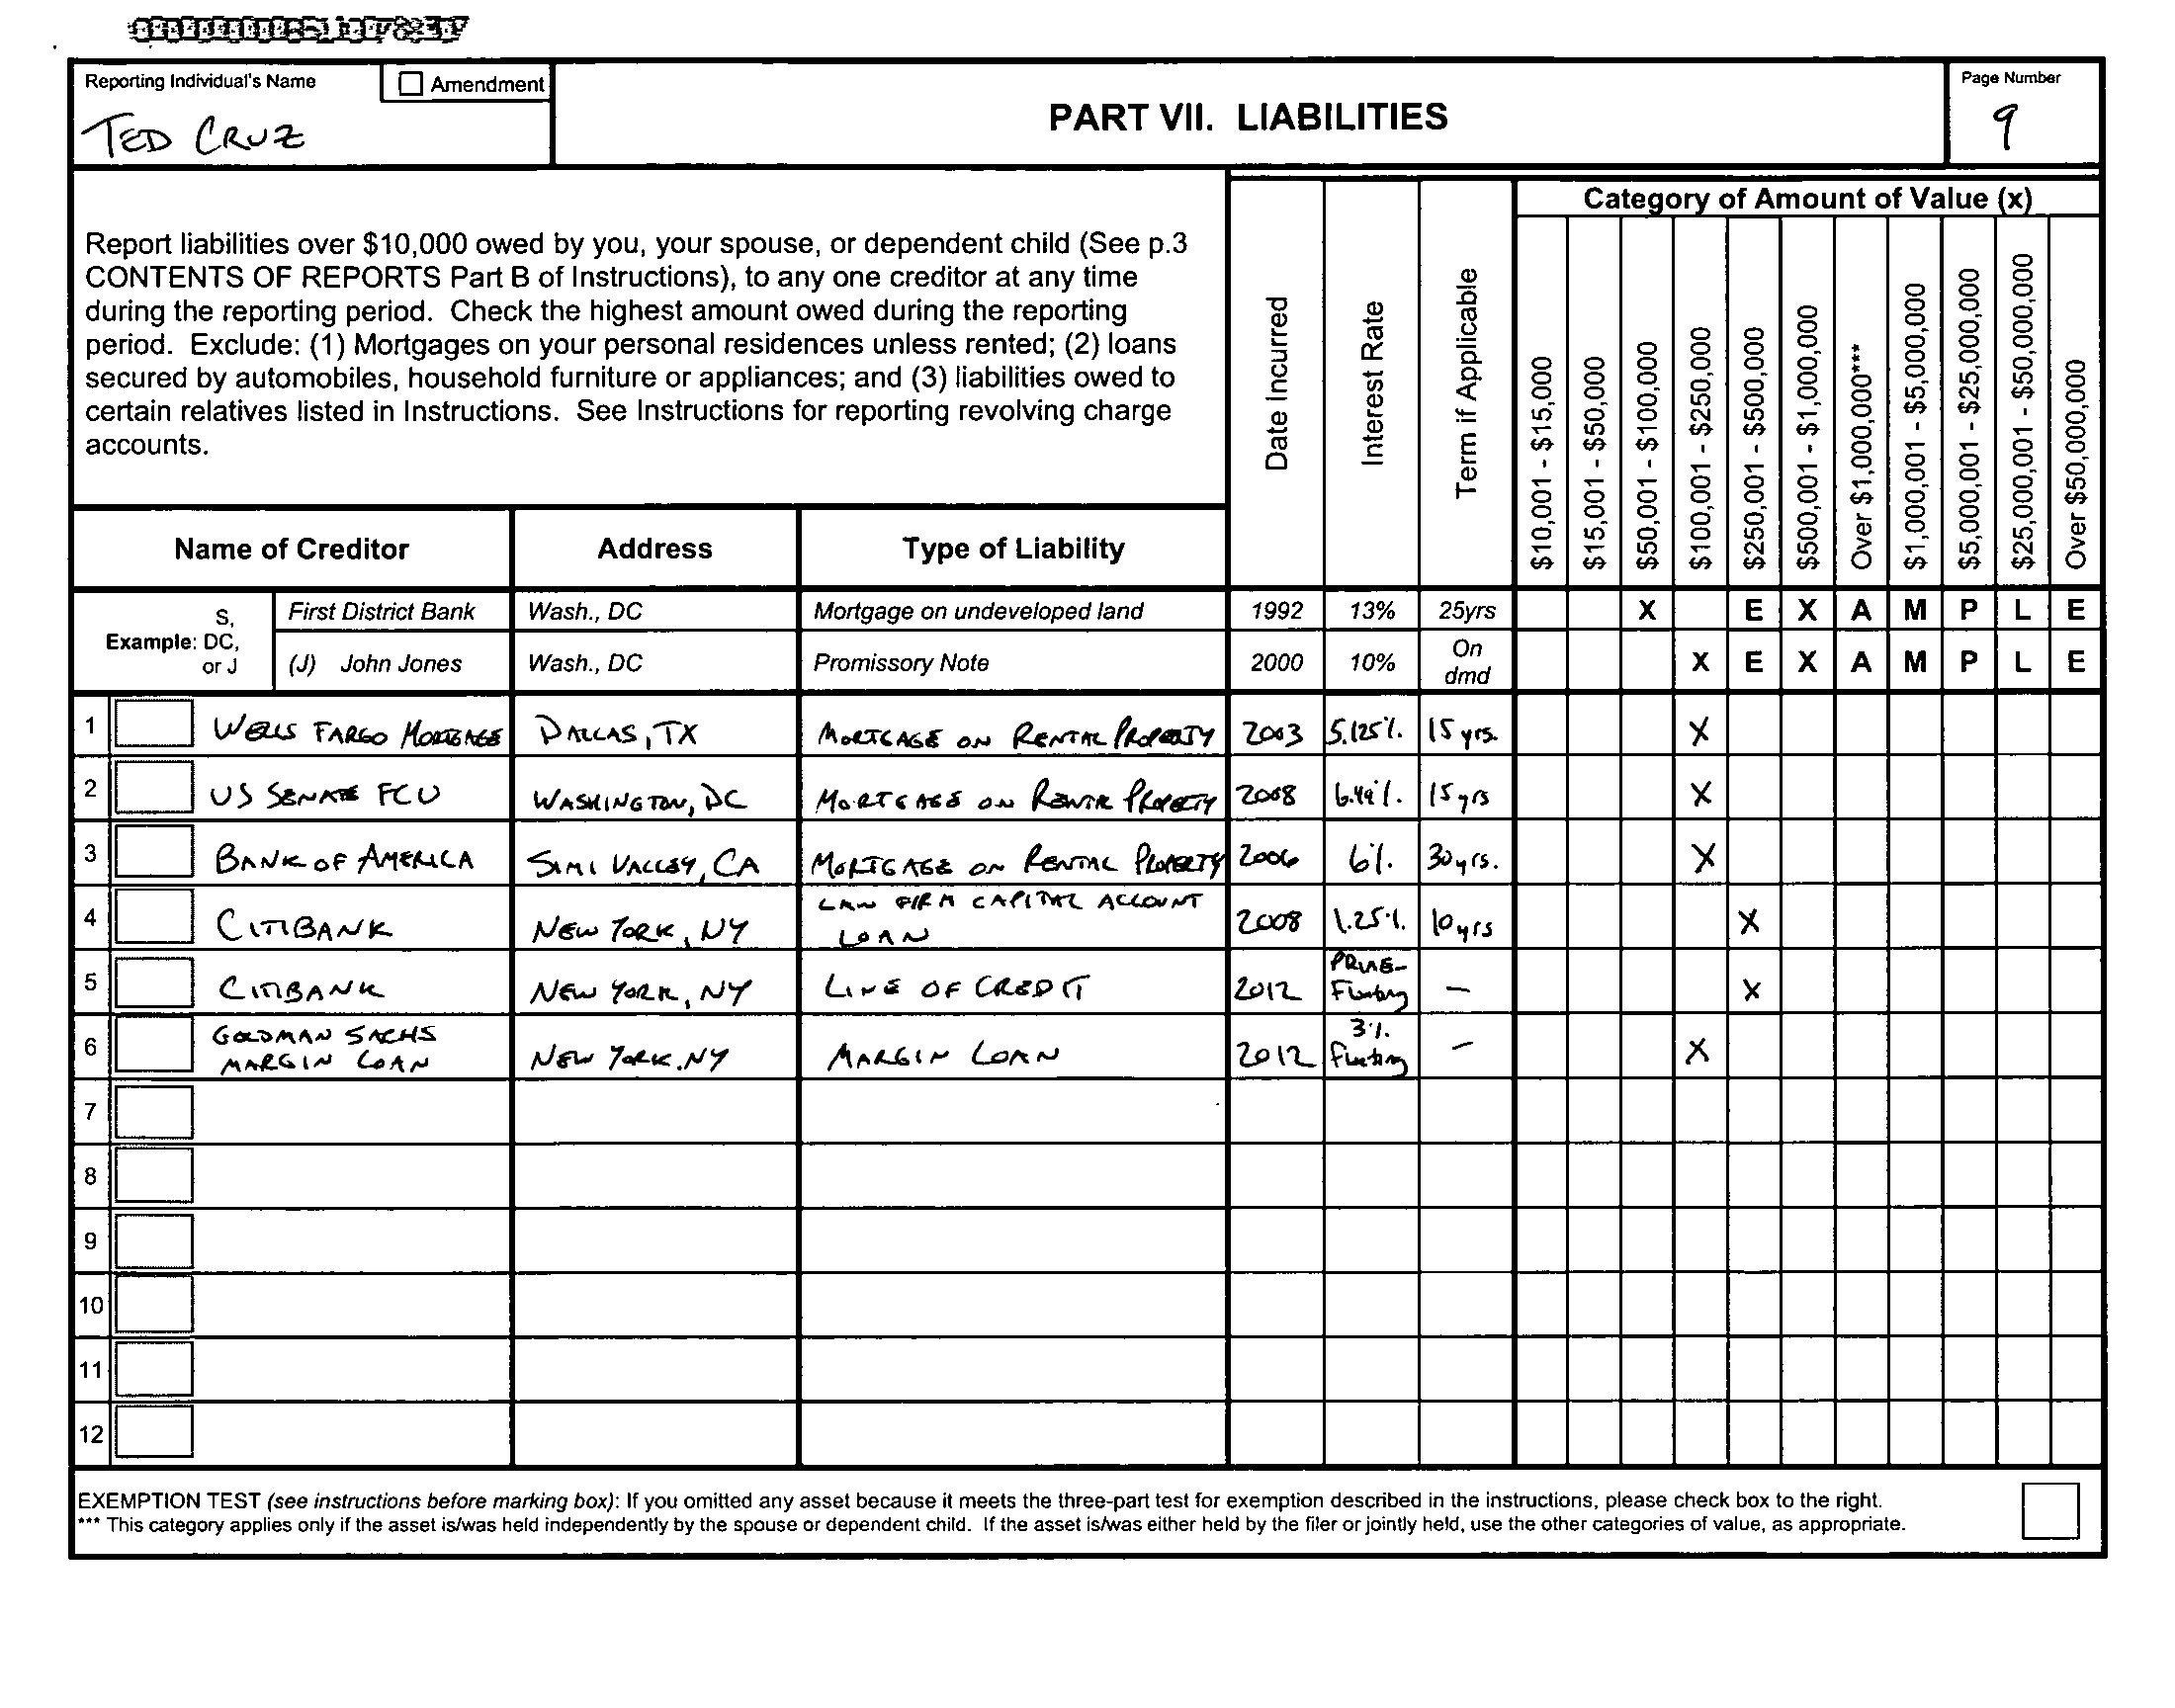 Reporting Individual's Name
Amendment
TED CRUZ
PART VII. LIABILITIES
Page Number
9
Report liabilities over $10,000 owed by you, your spouse, or dependent child (See p.3
CONTENTS OF REPORTS Part B of Instructions), to any one creditor at any time
during the reporting period. Check the highest amount owed during the reporting
period. Exclude: (1) Mortgages on your personal residences unless rented; (2) loans
secured by automobiles, household furniture or appliances; and (3) liabilities owed to
certain relatives listed in Instructions. See Instructions for reporting revolving charge
accounts.
Date Incurred
Interest Rate
Term if Applicable
Category of Amount of Value (x)
$10,001 - $15,000
$15,001 - $50,000
$50,001 - $100,000
$100,001 - $250,000
$250,001 - $500,000
$500,001 - $1,000,000
Over $1,000,000***
$1,000,001 - $5,000,000
$5,000,001 - $25,000,000
$25,000,001 - $50,000,000
Over $50,000,000
Name of Creditor Address Type of Liability
Example: S, DC, or J
First District Bank Wash., DC Mortgage on undeveloped land 1992 13% 25yrs X E X A M P L E
(J) John Jones Wash., DC Promissory Note 2000 10% On dmd X E X A M P L E
1 WELLS FARGO MORTGAGE DALLAS, TX MORTGAGE ON RENTAL PROPERTY 2003 5.125% 15 yrs. X
2 US SENATE FCU WASHINGTON, DC MORTGAGE ON RENTAL PROPERTY 2008 6.49% 15 yrs X
3 BANK OF AMERICA SIMI VALLEY, CA MORTGAGE ON RENTAL PROPERTY 2006 6% 30 yrs. X
4 CITIBANK NEW YORK, NY LAW FIRM CAPITAL ACCOUNT LOAN 2008 1.25% 10 yrs X
5 CITIBANK NEW YORK, NY LINE OF CREDIT 2012 PRIME- Floating - X
6 GOLDMAN SACHS MARGIN LOAN NEW YORK, NY MARGIN LOAN 2012 3% Floating - X
7
8
9
10
11
12
EXEMPTION TEST (see instructions before marking box): If you omitted any asset because it meets the three-part test for exemption described in the instructions, please check box to the right.
*** This category applies only if the asset is/was held independently by the spouse or dependent child. If the asset is/was either held by the filer or jointly held, use the other categories of value, as appropriate.